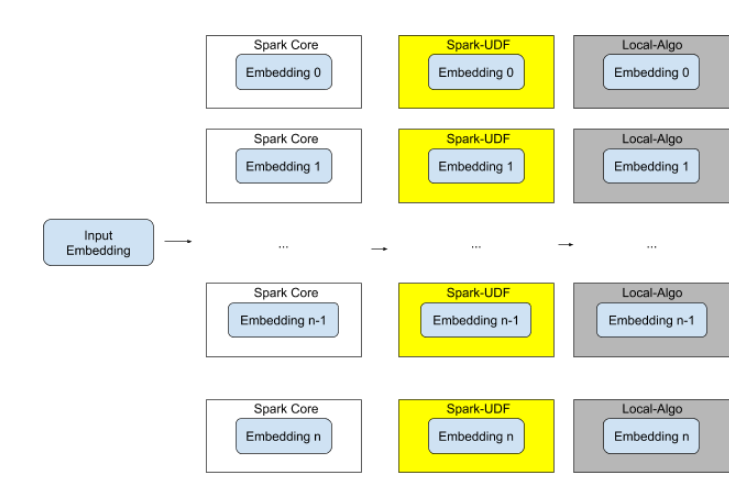 Spark Core
Embedding 0
Spark-UDF
Embedding 0
Local-Algo
Embedding 0
Spark Core
Embedding 1
Spark-UDF
Embedding 1
Local-Algo
Embedding 1
Input
Embedding
...
...
...
Spark Core
Embedding n-1
Spark-UDF
Embedding n-1
Local-Algo
Embedding n-1
Spark Core
Embedding n
Spark-UDF
Embedding n
Local-Algo
Embedding n